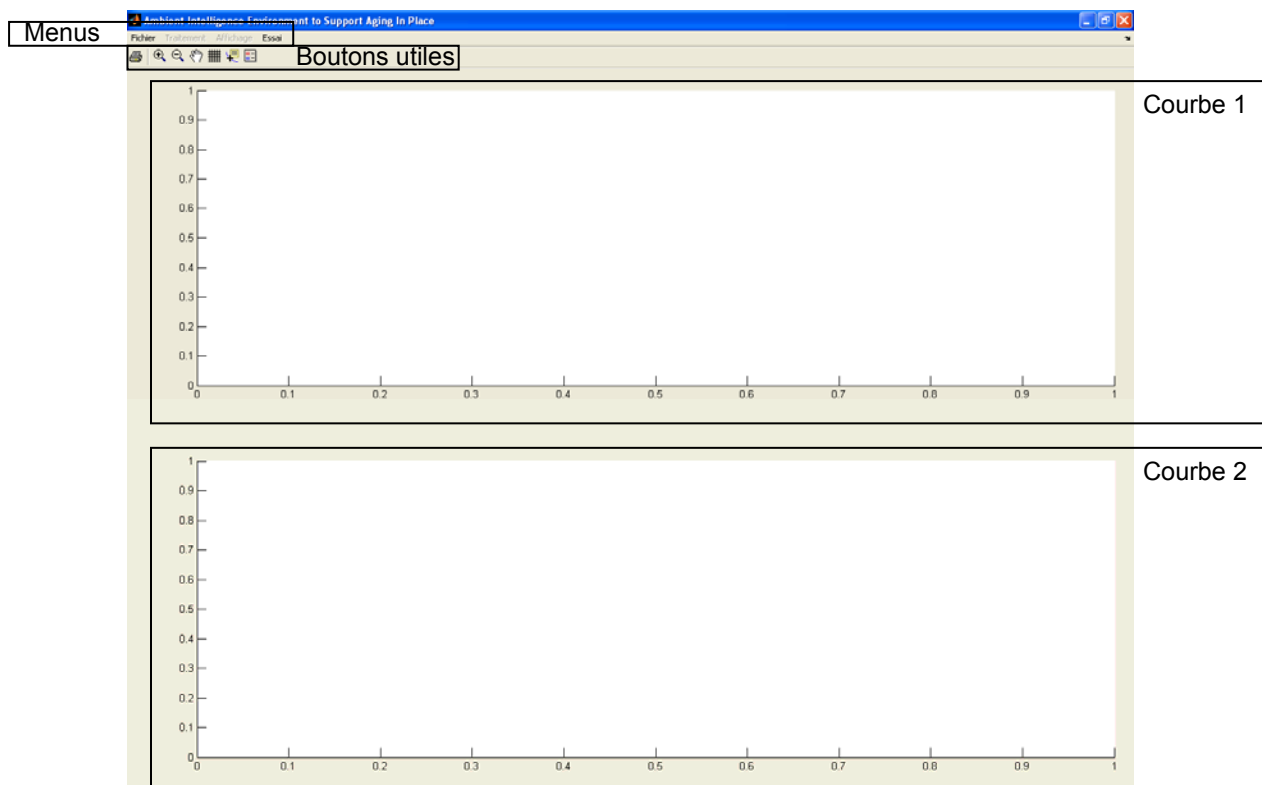 Ambient Intelligence Environment to Support Aging In Place
Menus
Fichier Traitement Affichage Essai
Boutons utiles
Courbe 1
1
0.9
0.8
0.7
0.6
0.5
0.4
0.3
0.2
0.1
0
0 0.1 0.2 0.3 0.4 0.5 0.6 0.7 0.8 0.9 1
Courbe 2
1
0.9
0.8
0.7
0.6
0.5
0.4
0.3
0.2
0.1
0
0 0.1 0.2 0.3 0.4 0.5 0.6 0.7 0.8 0.9 1